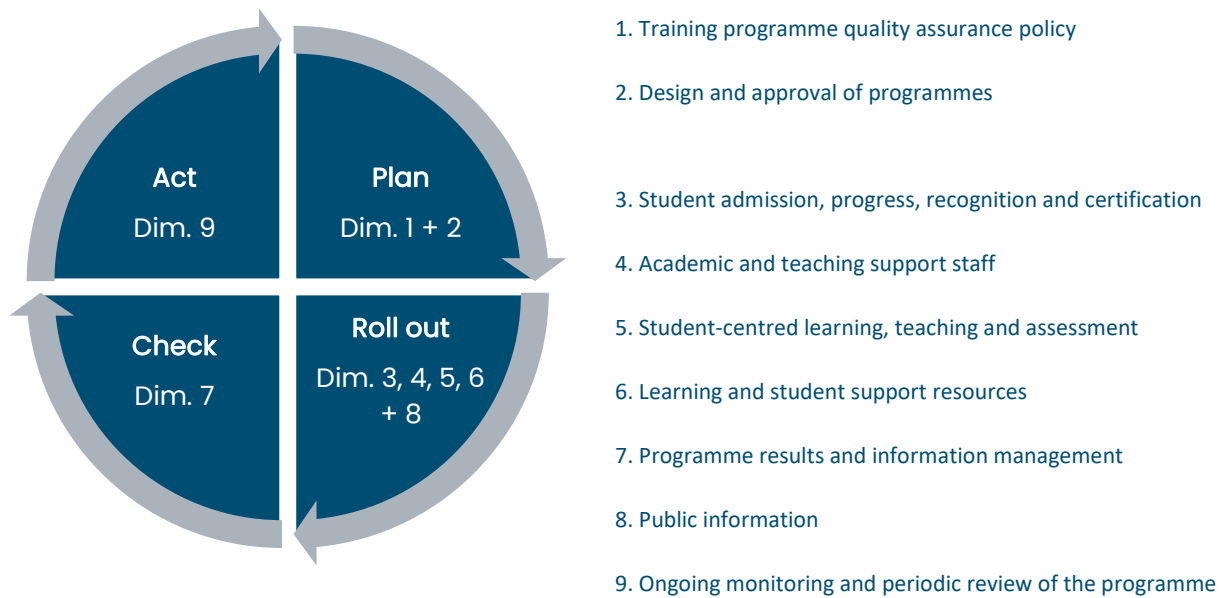 Act
Dim. 9
Plan
Dim. 1 + 2
Check
Dim. 7
Roll out
Dim. 3, 4, 5, 6
+ 8
1. Training programme quality assurance policy
2. Design and approval of programmes
3. Student admission, progress, recognition and certification
4. Academic and teaching support staff
5. Student-centred learning, teaching and assessment
6. Learning and student support resources
7. Programme results and information management
8. Public information
9. Ongoing monitoring and periodic review of the programme